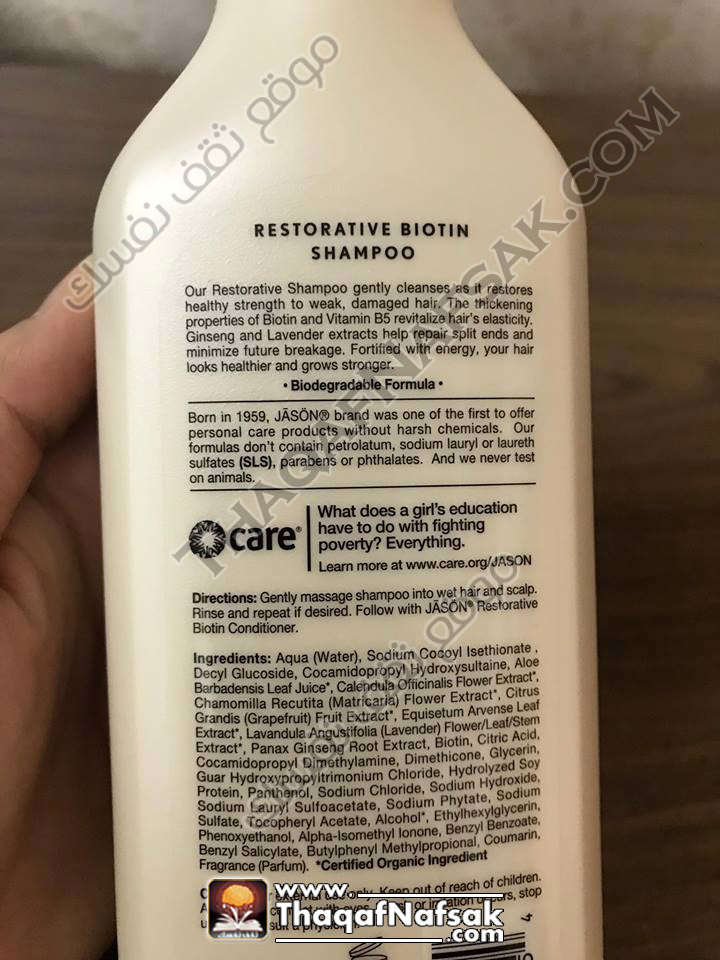 RESTORATIVE BIOTIN
SHAMPOO
Our Restorative Shampoo gently cleanses as it restores
healthy strength to weak, damaged hair. The thickening
properties of Biotin and Vitamin B5 revitalize hair's elasticity.
Ginseng and Lavender extracts help repair split ends and
minimize future breakage. Fortified with energy, your hair
looks healthier and grows stronger.
• Biodegradable Formula •
Born in 1959, JĀSÖN® brand was one of the first to offer
personal care products without harsh chemicals. Our
formulas don't contain petrolatum, sodium lauryl or laureth
sulfates (SLS), parabens or phthalates. And we never test
on animals.
care®
What does a girl's education
have to do with fighting
poverty? Everything.
Learn more at www.care.org/JASON
Directions: Gently massage shampoo into wet hair and scalp.
Rinse and repeat if desired. Follow with JĀSÖN® Restorative
Biotin Conditioner.
Ingredients: Aqua (Water), Sodium Cocoyl Isethionate ,
Decyl Glucoside, Cocamidopropyl Hydroxysultaine, Aloe
Barbadensis Leaf Juice*, Calendula Officinalis Flower Extract*,
Chamomilla Recutita (Matricaria) Flower Extract*, Citrus
Grandis (Grapefruit) Fruit Extract*, Equisetum Arvense Leaf
Extract*, Lavandula Angustifolia (Lavender) Flower/Leaf/Stem
Extract*, Panax Ginseng Root Extract, Biotin, Citric Acid,
Cocamidopropyl Dimethylamine, Dimethicone, Glycerin,
Guar Hydroxypropyltrimonium Chloride, Hydrolyzed Soy
Protein, Panthenol, Sodium Chloride, Sodium Hydroxide,
Sodium Lauryl Sulfoacetate, Sodium Phytate, Sodium
Sulfate, Tocopheryl Acetate, Alcohol*, Ethylhexylglycerin,
Phenoxyethanol, Alpha-Isomethyl Ionone, Benzyl Benzoate,
Benzyl Salicylate, Butylphenyl Methylpropional, Coumarin,
Fragrance (Parfum). *Certified Organic Ingredient
external use only. Keep out of reach of children.
stop
4
موقع ثقف نفسك
THAQAFNAFSAK.COM
موقع ثقف نفسك
www.
ThaqafNafsak
.com